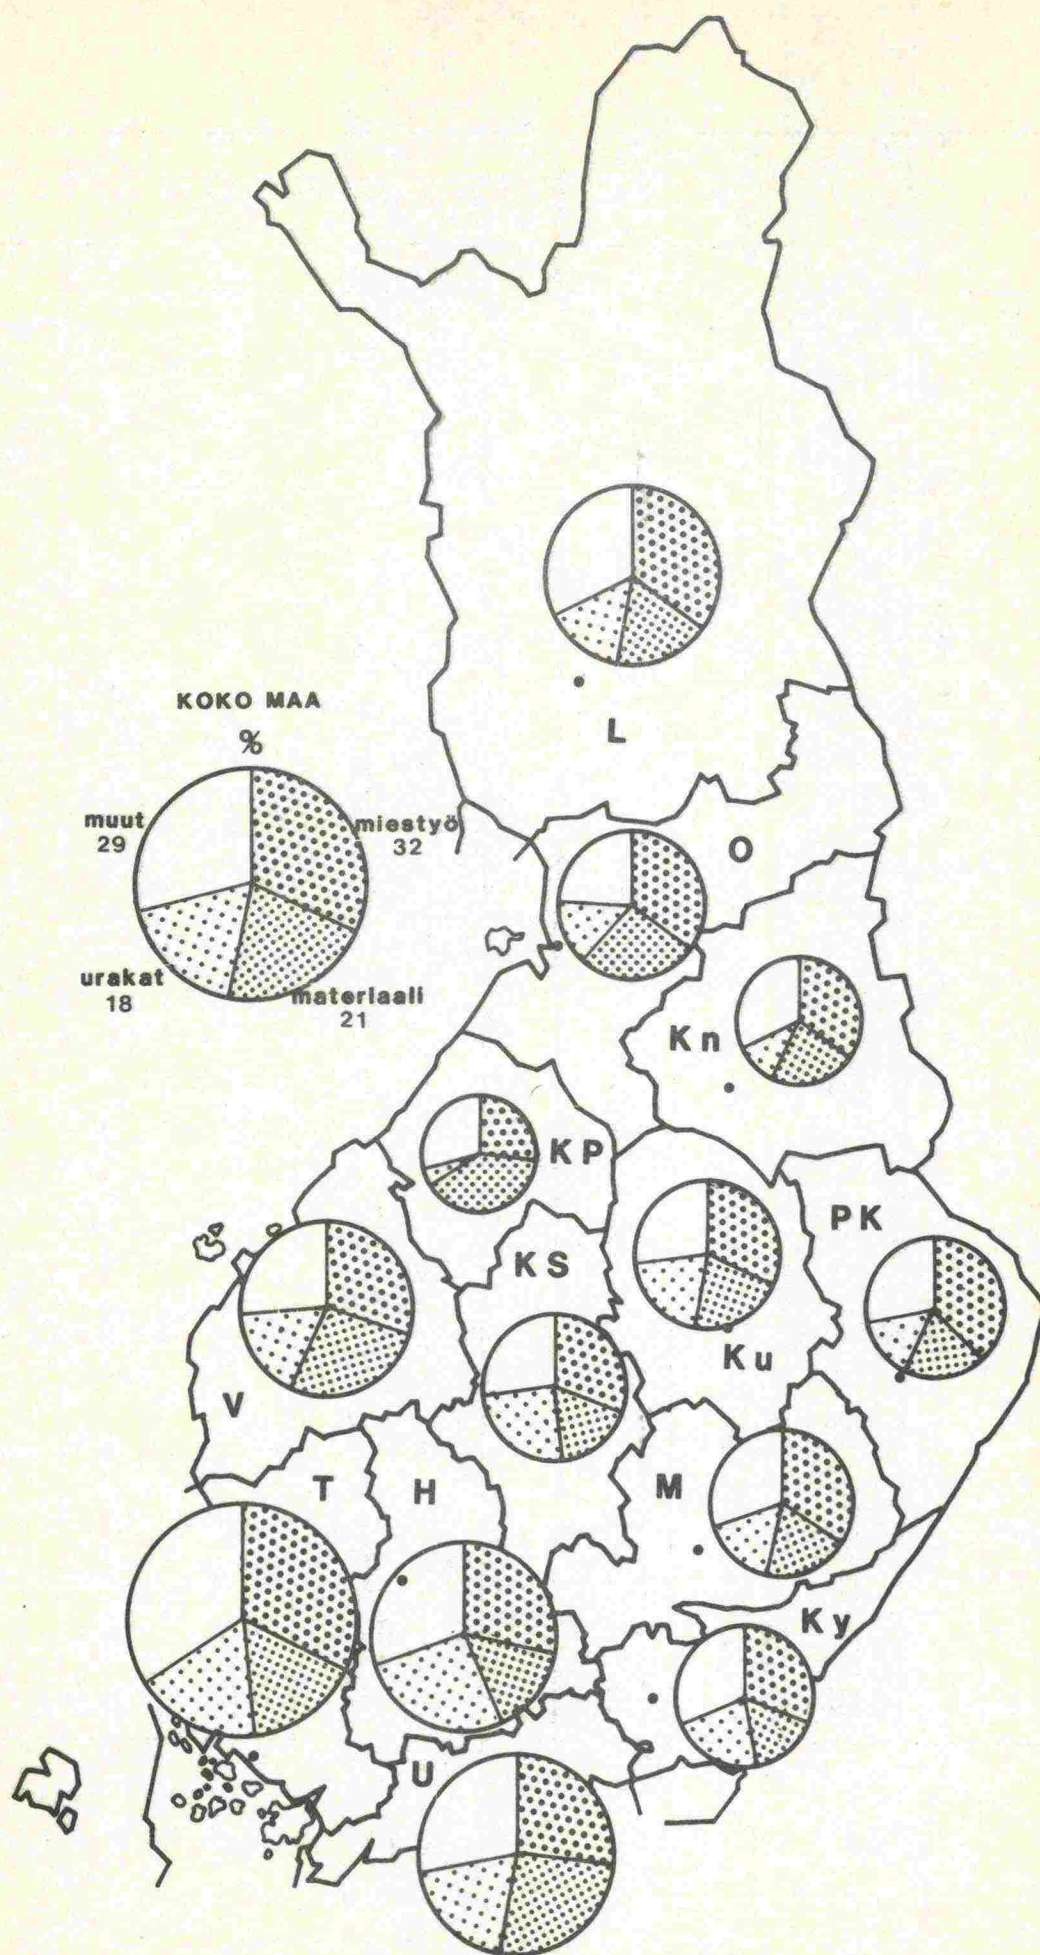 KOKO MAA
%
muut
29
miestyö
32
urakat
18
materiaali
21
L
O
Kn
KP
PK
KS
Ku
V
T
H
M
Ky
U